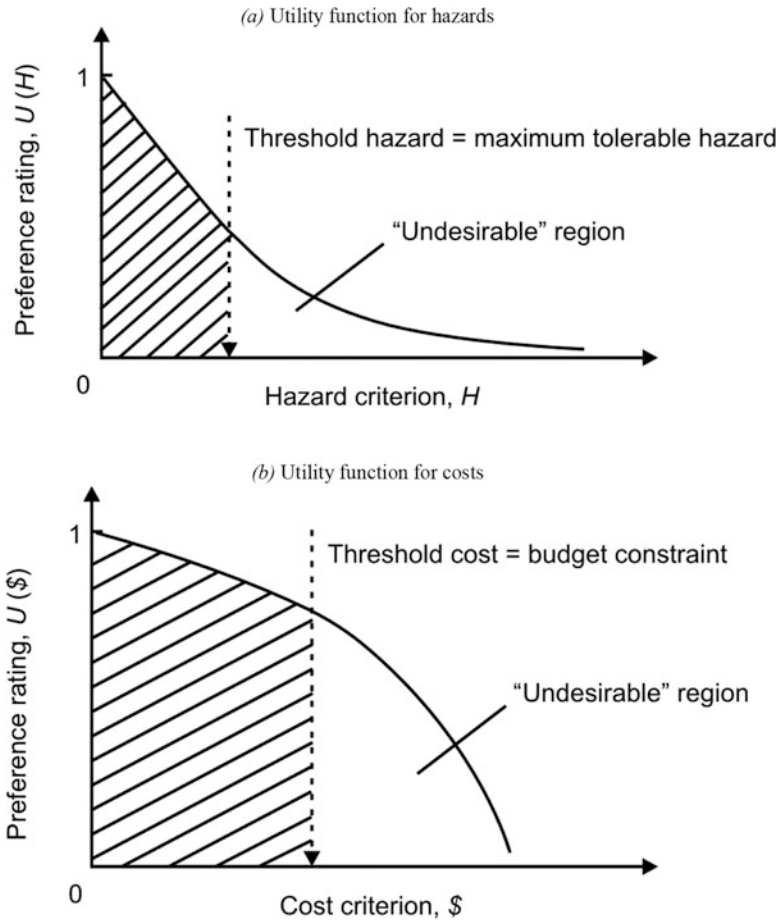 (a) Utility function for hazards
1
Preference rating, U (H)
Threshold hazard = maximum tolerable hazard
“Undesirable” region
0
Hazard criterion, H
(b) Utility function for costs
1
Preference rating, U ($)
Threshold cost = budget constraint
“Undesirable” region
0
Cost criterion, $